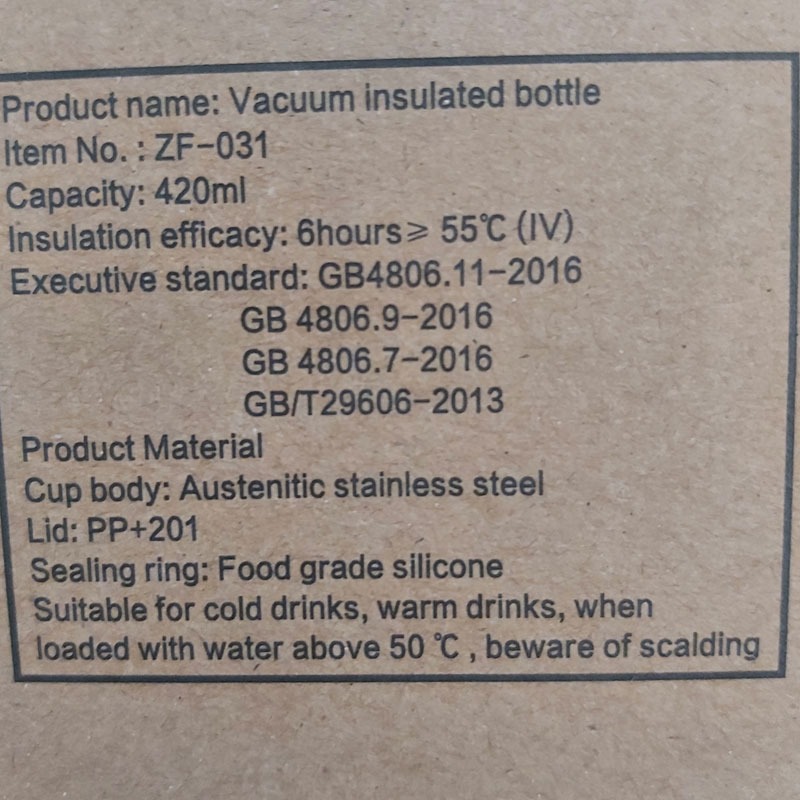 Product name: Vacuum insulated bottle
Item No. : ZF-031
Capacity: 420ml
Insulation efficacy: 6hours≥ 55℃ (IV)
Executive standard: GB4806.11-2016
GB 4806.9-2016
GB 4806.7-2016
GB/T29606-2013
Product Material
Cup body: Austenitic stainless steel
Lid: PP+201
Sealing ring: Food grade silicone
Suitable for cold drinks, warm drinks, when
loaded with water above 50 ℃ , beware of scalding